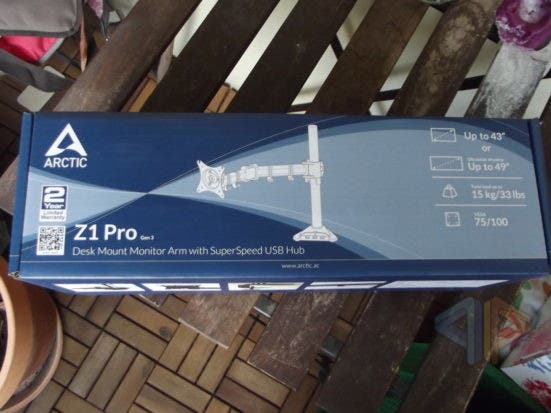 ARCTIC
2
Year
Limited
Warranty
Z1 Pro Gen 3
Desk Mount Monitor Arm with SuperSpeed USB Hub
www.arctic.ac
Up to 43"
or
Ultrawide Monitor
Up to 49"
15 kg/33 lbs
VESA
75/100